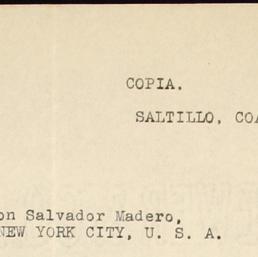 COPIA.
SALTILLO, COA
on Salvador Madero,
NEW YORK CITY, U. S. A.